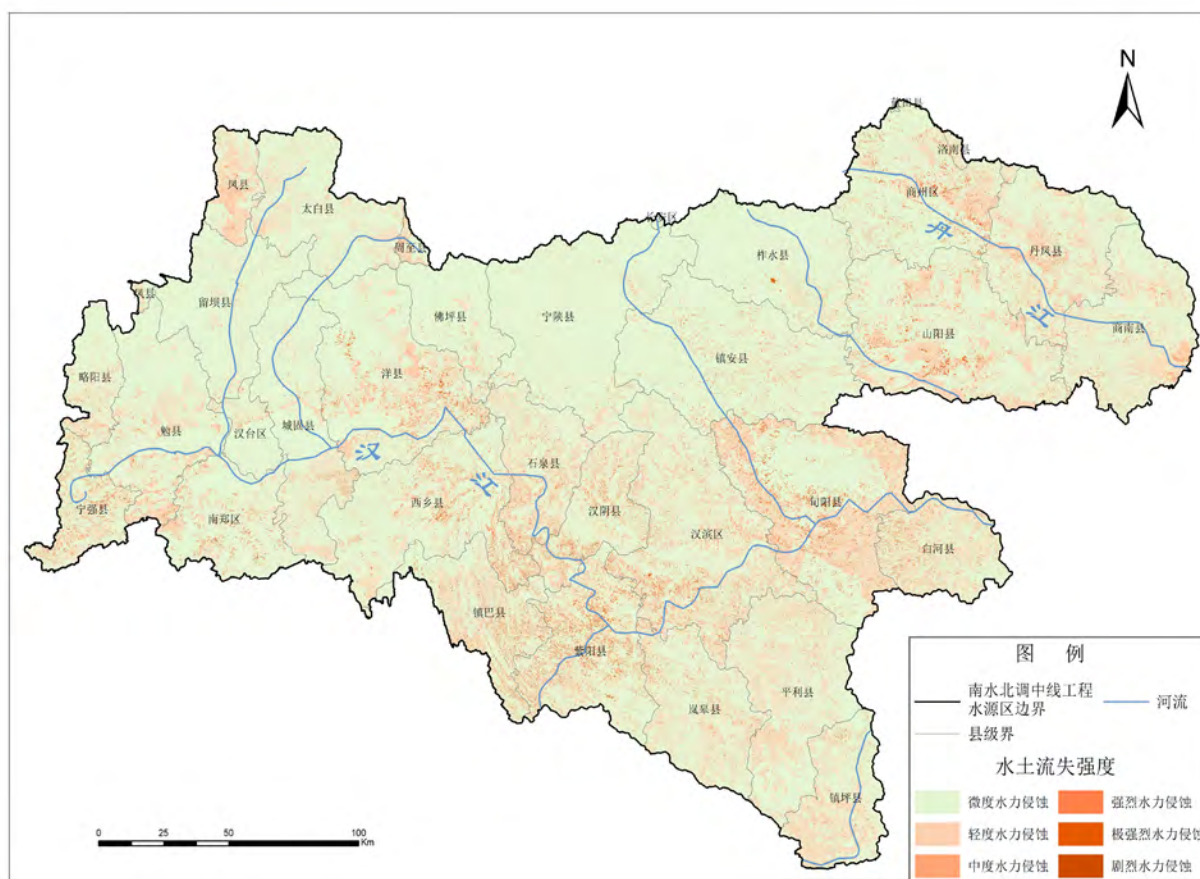 N
蓝田县
洛南县
商州区
凤县
太白县
丹
长安区
周至县
柞水县
丹凤县
凤县
留坝县
佛坪县
宁陕县
江
商南县
山阳县
镇安县
略阳县
洋县
勉县
汉台区
城固县
汉
石泉县
江
宁强县
南郑区
西乡县
汉阴县
汉滨区
旬阳县
白河县
镇巴县
紫阳县
岚皋县
平利县
镇坪县
图 例
南水北调中线工程
水源区边界
河流
县级界
水土流失强度
微度水力侵蚀
强烈水力侵蚀
轻度水力侵蚀
极强烈水力侵蚀
中度水力侵蚀
剧烈水力侵蚀
0 25 50 100
Km